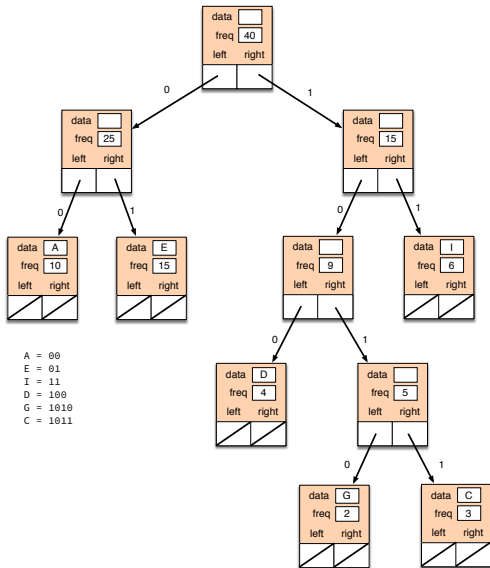 data
freq 40
left right
0
1
data
freq 25
left right
data
freq 15
left right
0
1
0
1
data A
freq 10
left right
data E
freq 15
left right
data
freq 9
left right
data I
freq 6
left right
0
1
A = 00
E = 01
I = 11
D = 100
G = 1010
C = 1011
data D
freq 4
left right
data
freq 5
left right
0
1
data G
freq 2
left right
data C
freq 3
left right